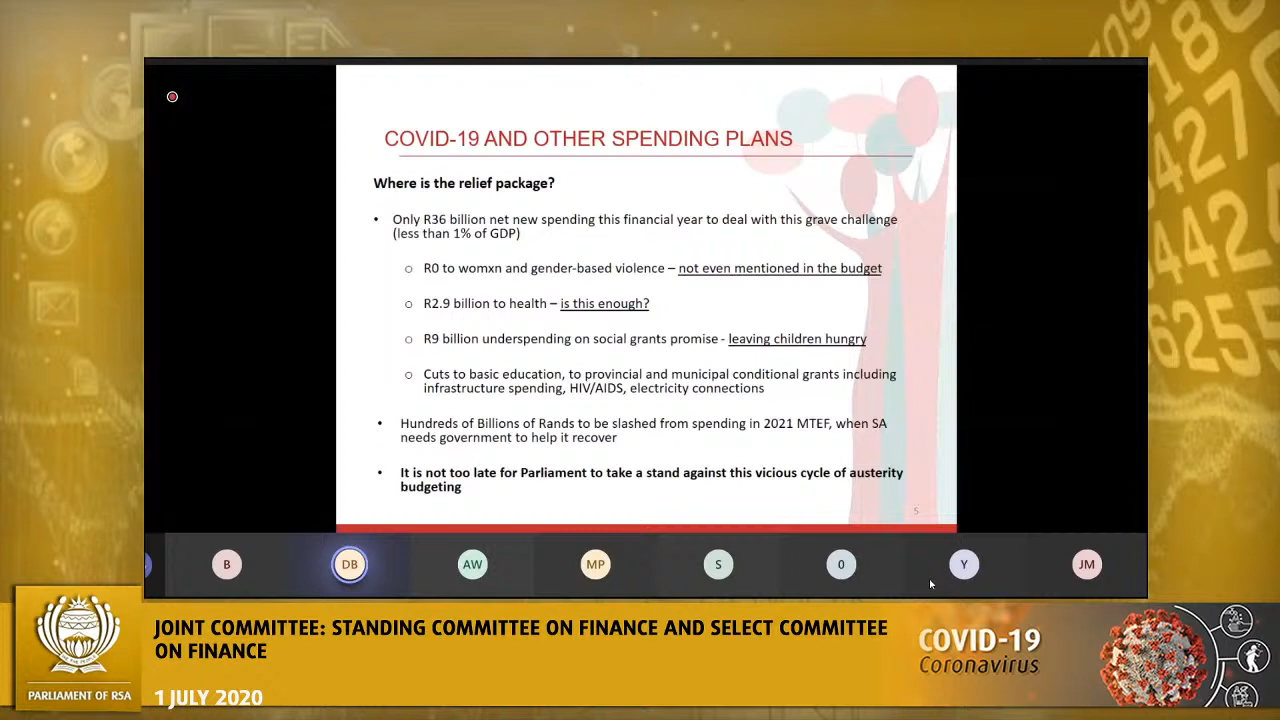 COVID-19 AND OTHER SPENDING PLANS
Where is the relief package?
• Only R36 billion net new spending this financial year to deal with this grave challenge
(less than 1% of GDP)
o R0 to womxn and gender-based violence – not even mentioned in the budget
o R2.9 billion to health – is this enough?
o R9 billion underspending on social grants promise - leaving children hungry
o Cuts to basic education, to provincial and municipal conditional grants including
infrastructure spending, HIV/AIDS, electricity connections
• Hundreds of Billions of Rands to be slashed from spending in 2021 MTEF, when SA
needs government to help it recover
• It is not too late for Parliament to take a stand against this vicious cycle of austerity
budgeting
5
B DB AW MP S 0 Y JM
JOINT COMMITTEE: STANDING COMMITTEE ON FINANCE AND SELECT COMMITTEE
ON FINANCE
1 JULY 2020
PARLIAMENT OF RSA
COVID-19
Coronavirus